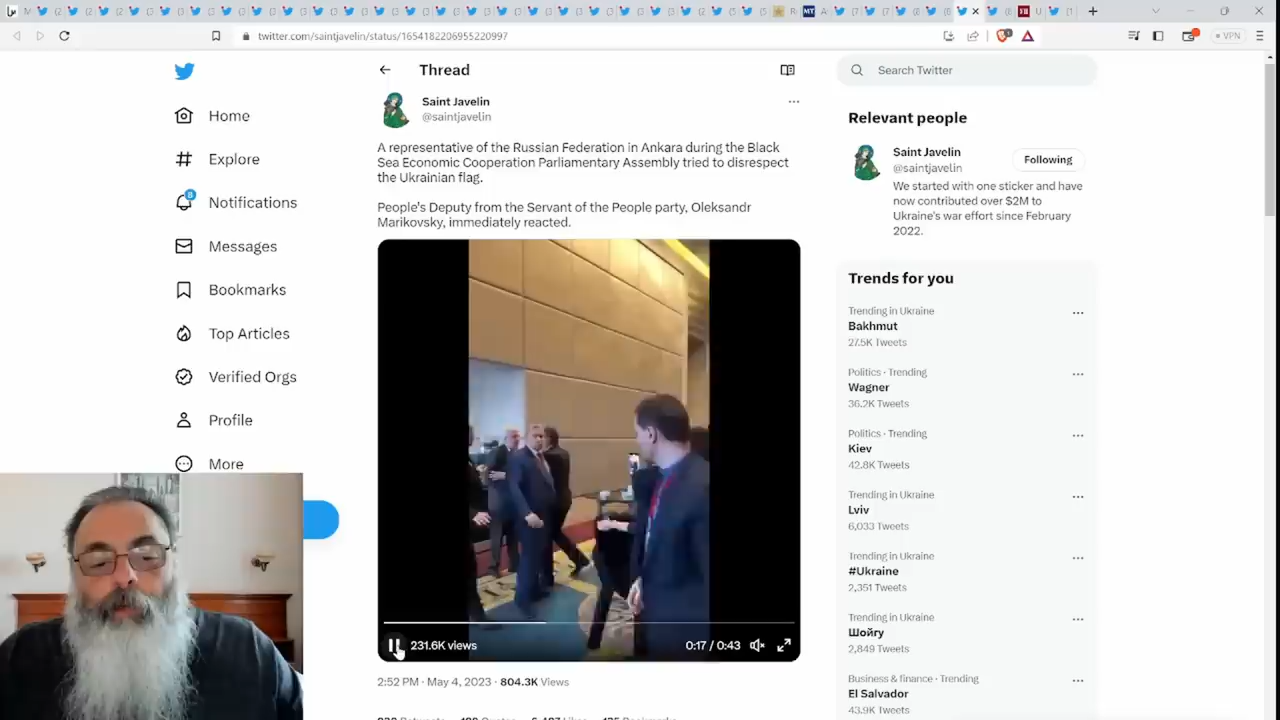 twitter.com/saintjavelin/status/1654182206955220997
VPN
Home
Explore
8
Notifications
Messages
Bookmarks
Top Articles
Verified Orgs
Profile
More
Thread
Saint Javelin
@saintjavelin
A representative of the Russian Federation in Ankara during the Black
Sea Economic Cooperation Parliamentary Assembly tried to disrespect
the Ukrainian flag.
People's Deputy from the Servant of the People party, Oleksandr
Marikovsky, immediately reacted.
231.6K views
0:17 / 0:43
2:52 PM · May 4, 2023 · 804.3K Views
Search Twitter
Relevant people
Saint Javelin
@saintjavelin
Following
We started with one sticker and have
now contributed over $2M to
Ukraine's war effort since February
2022.
Trends for you
Trending in Ukraine
Bakhmut
27.5K Tweets
Politics · Trending
Wagner
36.2K Tweets
Politics · Trending
Kiev
42.8K Tweets
Trending in Ukraine
Lviv
6,033 Tweets
Trending in Ukraine
#Ukraine
2,351 Tweets
Trending in Ukraine
Шойгу
2,849 Tweets
Business & finance · Trending
El Salvador
43.9K Tweets